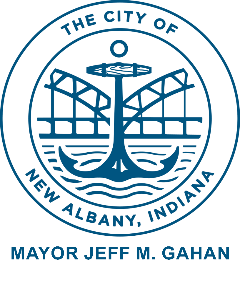 THE CITY OF
NEW ALBANY, INDIANA
MAYOR JEFF M. GAHAN